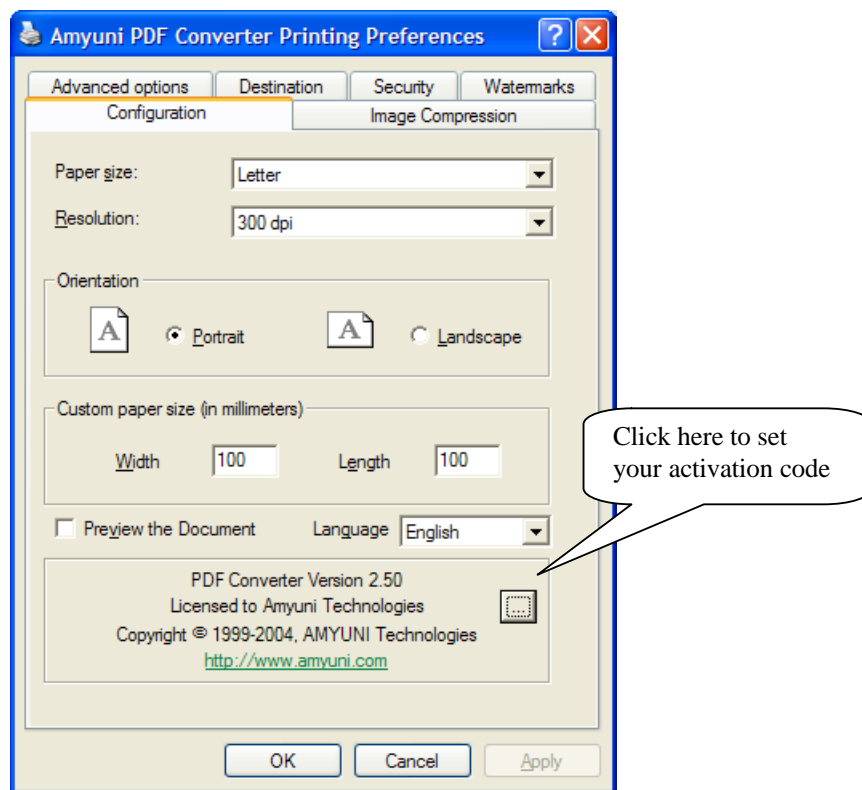 Amyuni PDF Converter Printing Preferences
Advanced options Destination Security Watermarks
Configuration Image Compression
Paper size: Letter
Resolution: 300 dpi
Orientation
A Portrait A Landscape
Custom paper size (in millimeters)
Width 100 Length 100
Click here to set
your activation code
Preview the Document Language English
PDF Converter Version 2.50
Licensed to Amyuni Technologies
...
Copyright © 1999-2004, AMYUNI Technologies
http://www.amyuni.com
OK Cancel Apply